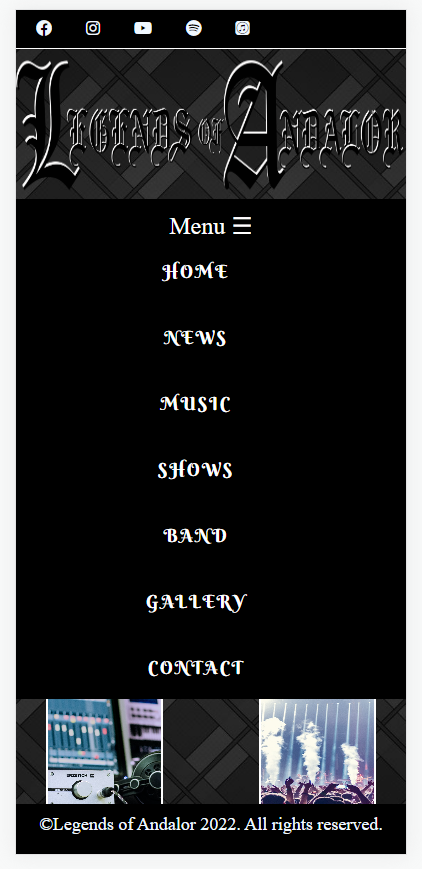 Legends of Andalor
Menu ☰
HOME
NEWS
MUSIC
SHOWS
BAND
GALLERY
CONTACT
©Legends of Andalor 2022. All rights reserved.